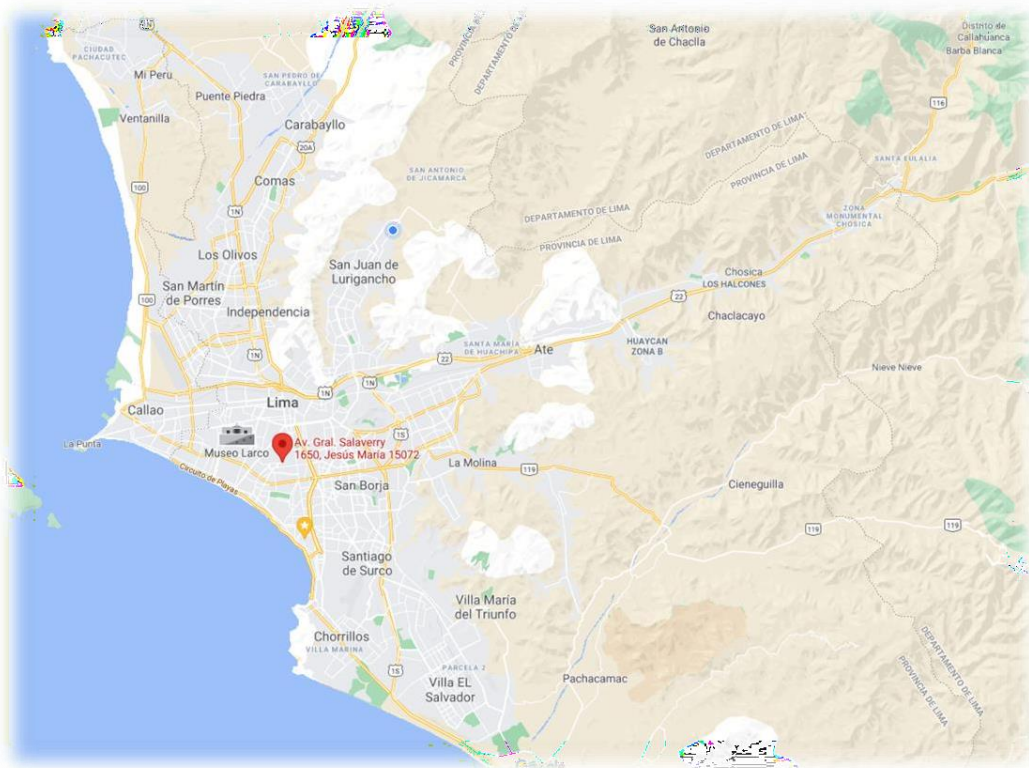 San Antonio
de Chaclla
Distrito de
Callahuanca
Barba Blanca
CIUDAD
PACHACUTEC
Mi Peru
SAN PEDRO DE
CARABAYLLO
PROVINCIA DE
DEPARTAMENTO DE
Puente Piedra
116
Ventanilla
Carabayllo
20A
DEPARTAMENTO DE LIMA
PROVINCIA DE LIMA
SANTA EULALIA
SAN ANTONIO
DE JICAMARCA
Comas
100
1N
DEPARTAMENTO DE LIMA
ZONA
MONUMENTAL
CHOSICA
PROVINCIA DE LIMA
Los Olivos
San Juan de
Lurigancho
Chosica
LOS HALCONES
San Martin
de Porres
100
22
Independencia
Chaclacayo
SANTA MARÍA
DE HUACHIPA
Ate
HUAYCAN
ZONA B
1N
22
Nieve Nieve
1N
1N
Lima
Callao
1S
La Punta
Museo Larco
Av. Gral. Salaverry
1650, Jesús María 15072
La Molina
119
Circuito de Playas
San Borja
Cieneguilla
119
119
Santiago
de Surco
Villa María
del Triunfo
Chorrillos
VILLA MARINA
DEPARTAMENTO DE LIMA
PROVINCIA DE LIMA
1S
PARCELA 2
Villa EL
Salvador
Pachacamac